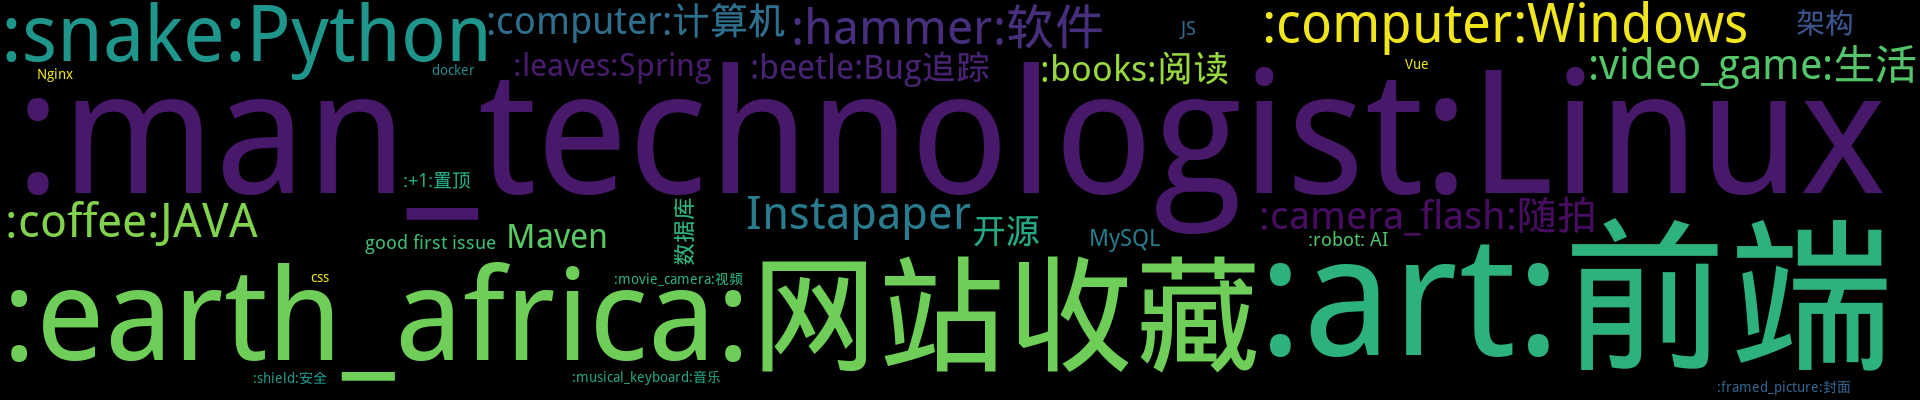 :snake:Python
:computer:计算机
:hammer:软件
JS
:computer:Windows
架构
Nginx
docker
:leaves:Spring
:beetle:Bug追踪
:books:阅读
Vue
:video_game:生活
:man_technologist:Linux
:+1:置顶
:coffee:JAVA
good first issue
Maven
数据库
Instapaper
开源
MySQL
:camera_flash:随拍
:robot: AI
css
:movie_camera:视频
:earth_africa:网站收藏
:art:前端
:shield:安全
:musical_keyboard:音乐
:framed_picture:封面